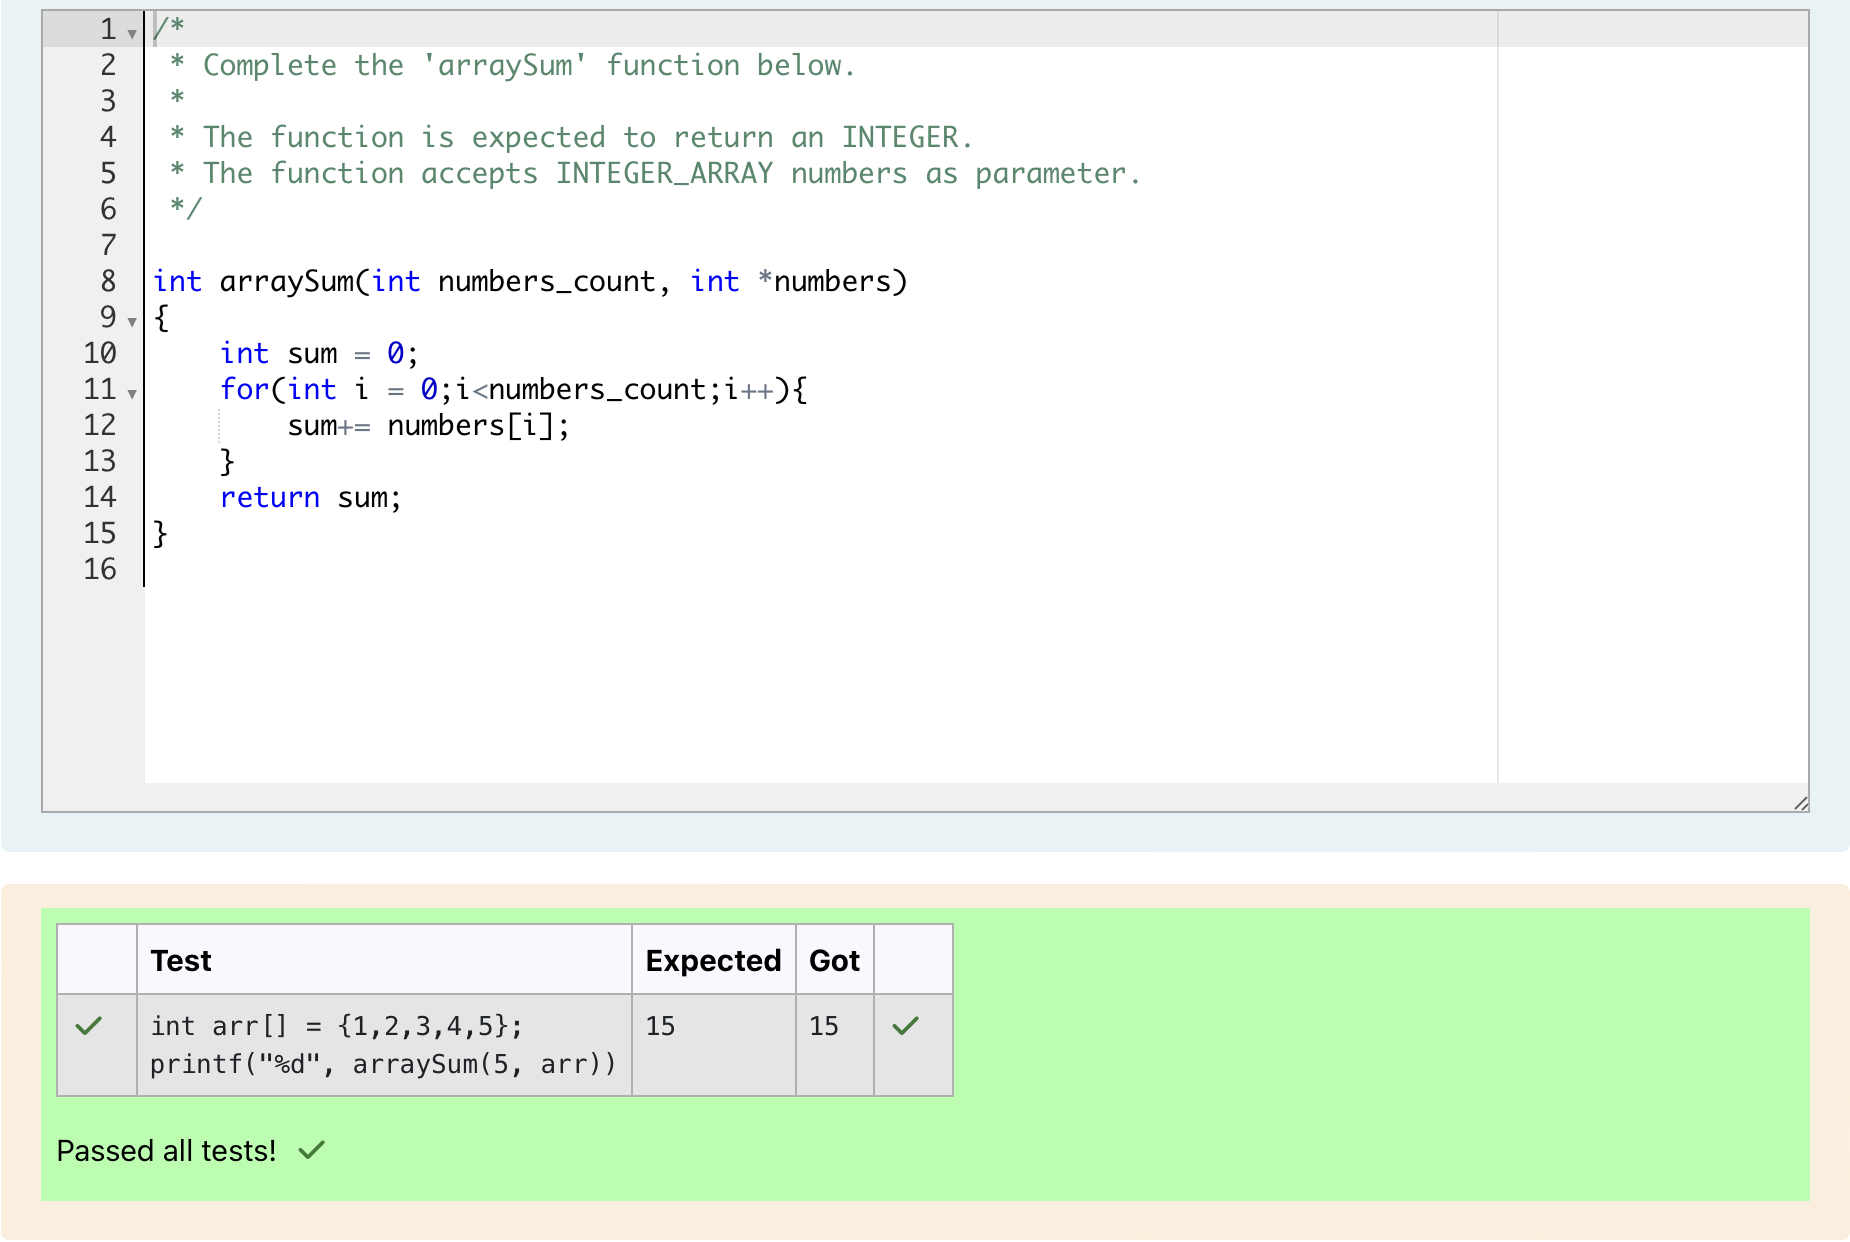 1 /*
2  * Complete the 'arraySum' function below.
3  *
4  * The function is expected to return an INTEGER.
5  * The function accepts INTEGER_ARRAY numbers as parameter.
6  */
7
8 int arraySum(int numbers_count, int *numbers)
9 {
10     int sum = 0;
11     for(int i = 0;i<numbers_count;i++){
12         sum+= numbers[i];
13     }
14     return sum;
15 }
16
Test Expected Got
int arr[] = {1,2,3,4,5}; 15 15
printf("%d", arraySum(5, arr))
Passed all tests!